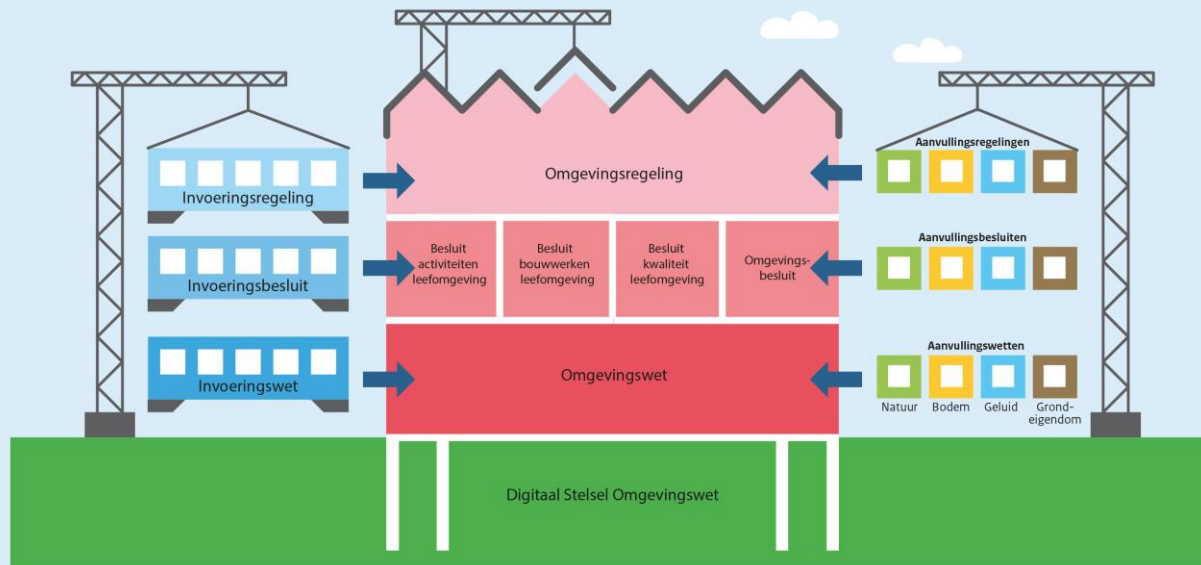 Invoeringsregeling
Invoeringsbesluit
Invoeringswet
Omgevingsregeling
Besluit
activiteiten
leefomgeving
Besluit
bouwwerken
leefomgeving
Besluit
kwaliteit
leefomgeving
Omgevings-
besluit
Omgevingswet
Digitaal Stelsel Omgevingswet
Aanvullingsregelingen
Aanvullingsbesluiten
Aanvullingswetten
Natuur
Bodem
Geluid
Grond-
eigendom